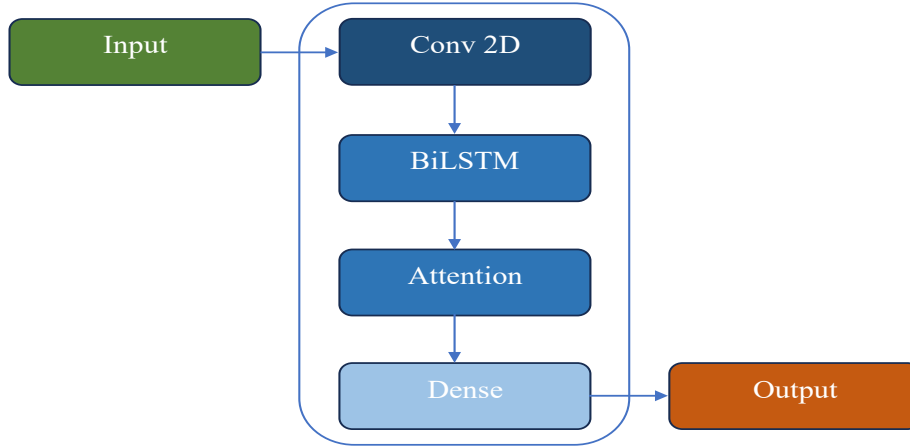 Input
Conv 2D
BiLSTM
Attention
Dense
Output